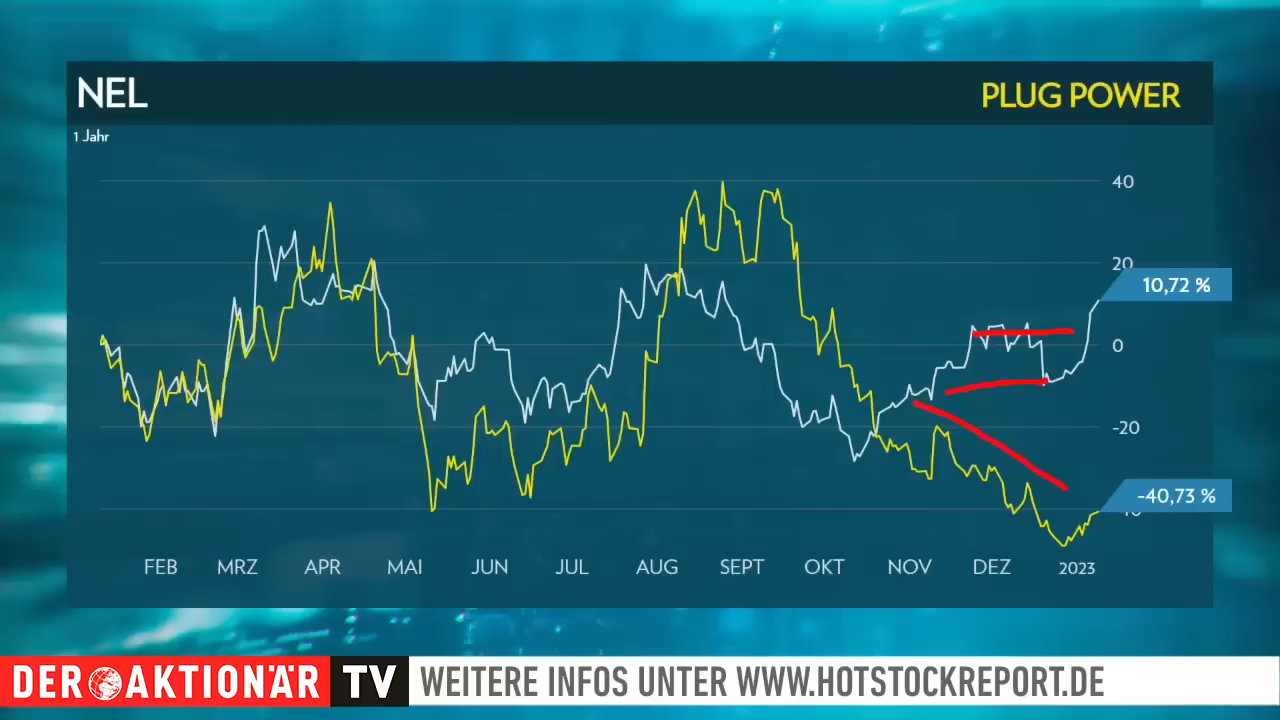 NEL
PLUG POWER
1 Jahr
40
20
10,72 %
0
-20
-40,73 %
FEB MRZ APR MAI JUN JUL AUG SEPT OKT NOV DEZ 2023
DER AKTIONÄR TV WEITERE INFOS UNTER WWW.HOTSTOCKREPORT.DE